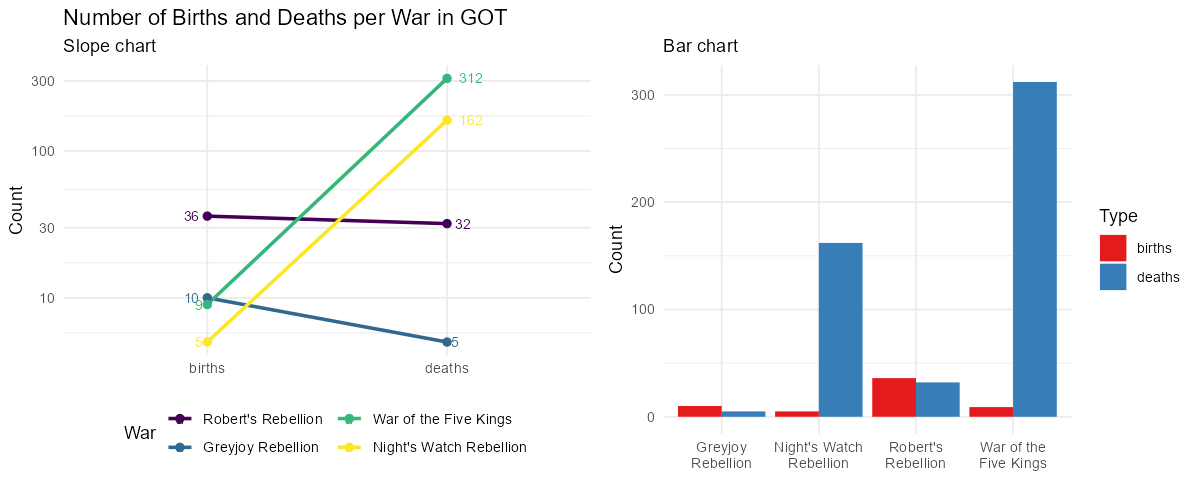 Number of Births and Deaths per War in GOT
Slope chart
Count
300
100
30
10
36
10
9
5
312
162
32
5
births
deaths
War
Robert's Rebellion
War of the Five Kings
Greyjoy Rebellion
Night's Watch Rebellion
Bar chart
Count
300
200
100
0
Greyjoy
Rebellion
Night's Watch
Rebellion
Robert's
Rebellion
War of the
Five Kings
Type
births
deaths